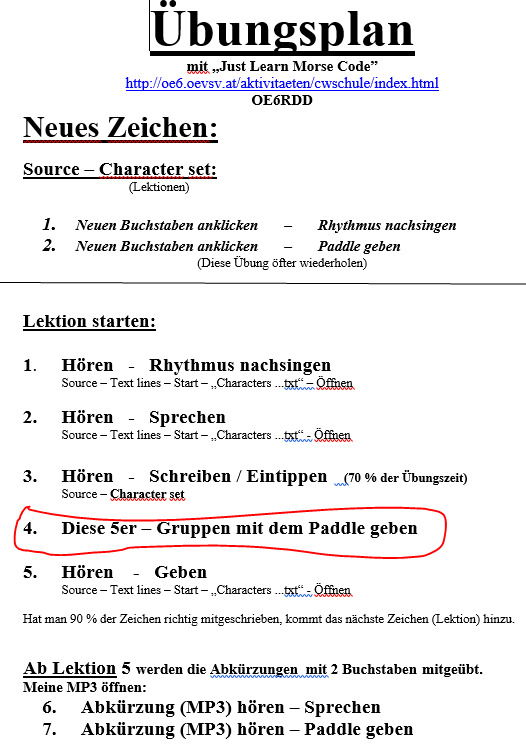 Übungsplan
mit „Just Learn Morse Code”
http://oe6.oevsv.at/aktivitaeten/cwschule/index.html
OE6RDD
Neues Zeichen:
Source – Character set:
(Lektionen)
1. Neuen Buchstaben anklicken – Rhythmus nachsingen
2. Neuen Buchstaben anklicken – Paddle geben
(Diese Übung öfter wiederholen)
Lektion starten:
1. Hören - Rhythmus nachsingen
Source – Text lines – Start – „Characters ...txt“ – Öffnen
2. Hören - Sprechen
Source – Text lines – Start – „Characters ...txt“ - Öffnen
3. Hören - Schreiben / Eintippen (70 % der Übungszeit)
Source – Character set
4. Diese 5er – Gruppen mit dem Paddle geben
5. Hören - Geben
Source – Text lines – Start – „Characters ...txt“ - Öffnen
Hat man 90 % der Zeichen richtig mitgeschrieben, kommt das nächste Zeichen (Lektion) hinzu.
Ab Lektion 5 werden die Abkürzungen mit 2 Buchstaben mitgeübt.
Meine MP3 öffnen:
6. Abkürzung (MP3) hören – Sprechen
7. Abkürzung (MP3) hören – Paddle geben